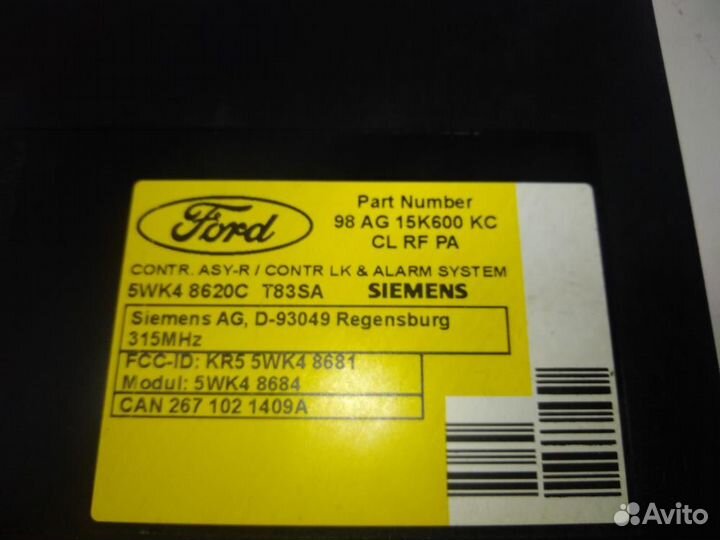 Ford
Part Number
98 AG 15K600 KC
CL RF PA
CONTR. ASY-R / CONTR LK & ALARM SYSTEM
5WK4 8620C T83SA SIEMENS
Siemens AG, D-93049 Regensburg
315MHz
FCC-ID: KR5 5WK4 8681
Modul: 5WK4 8684
CAN 267 102 1409A
Avito